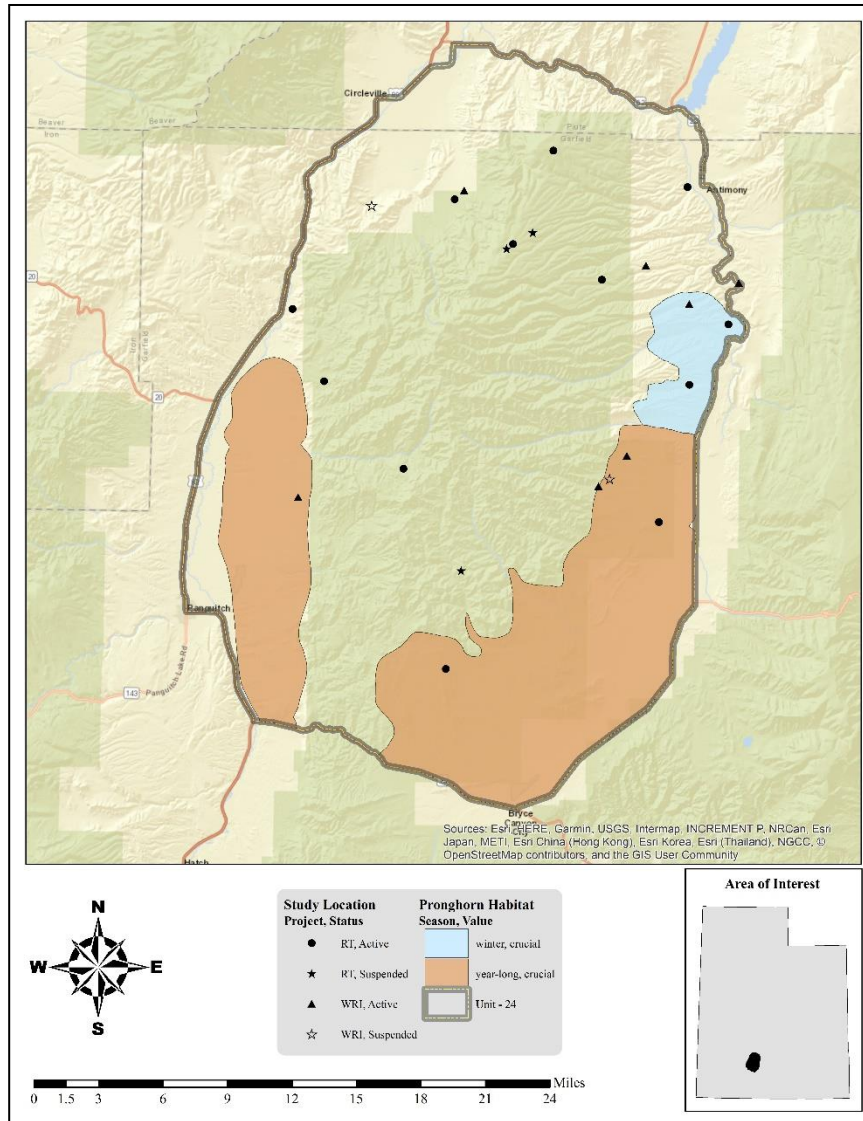 Circleville
Beaver
Beaver
Iron
Piute
Garfield
Antimony
20
Iron
Garfield
20
Panguitch
143
Panguitch Lake Rd
Bryce
Canyon
City
Hatch
Sources: Esri, HERE, Garmin, USGS, Intermap, INCREMENT P, NRCan, Esri
Japan, METI, Esri China (Hong Kong), Esri Korea, Esri (Thailand), NGCC, ©
OpenStreetMap contributors, and the GIS User Community
N
W E
S
Study Location
Project, Status
RT, Active
RT, Suspended
WRI, Active
WRI, Suspended
Pronghorn Habitat
Season, Value
winter, crucial
year-long, crucial
Unit - 24
Area of Interest
Miles
0 1.5 3 6 9 12 15 18 21 24